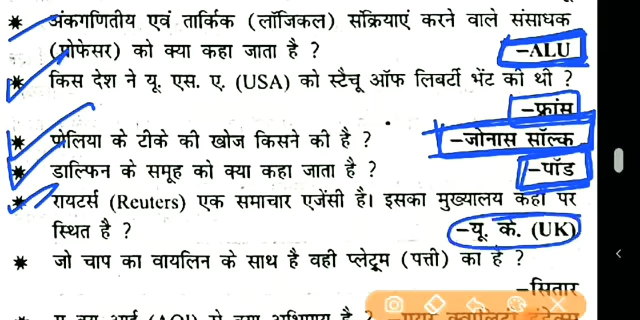 * अंकगणितीय एवं तार्किक (लॉजिकल) संक्रियाएं करने वाले संसाधक
(प्रोफेसर) को क्या कहा जाता है ? –ALU
* किस देश ने यू. एस. ए. (USA) को स्टैचू ऑफ लिबर्टी भेंट की थी ?
–फ्रांस
* पोलिया के टीके की खोज किसने की है ? –जोनास सॉल्क
* डाल्फिन के समूह को क्या कहा जाता है ? –पॉड
* रायटर्स (Reuters) एक समाचार एजेंसी है। इसका मुख्यालय कहाँ पर
स्थित है ? –यू. के. (UK)
* जो चाप का वायलिन के साथ है वही प्लेट्रम (पत्ती) का है ?
–सितार